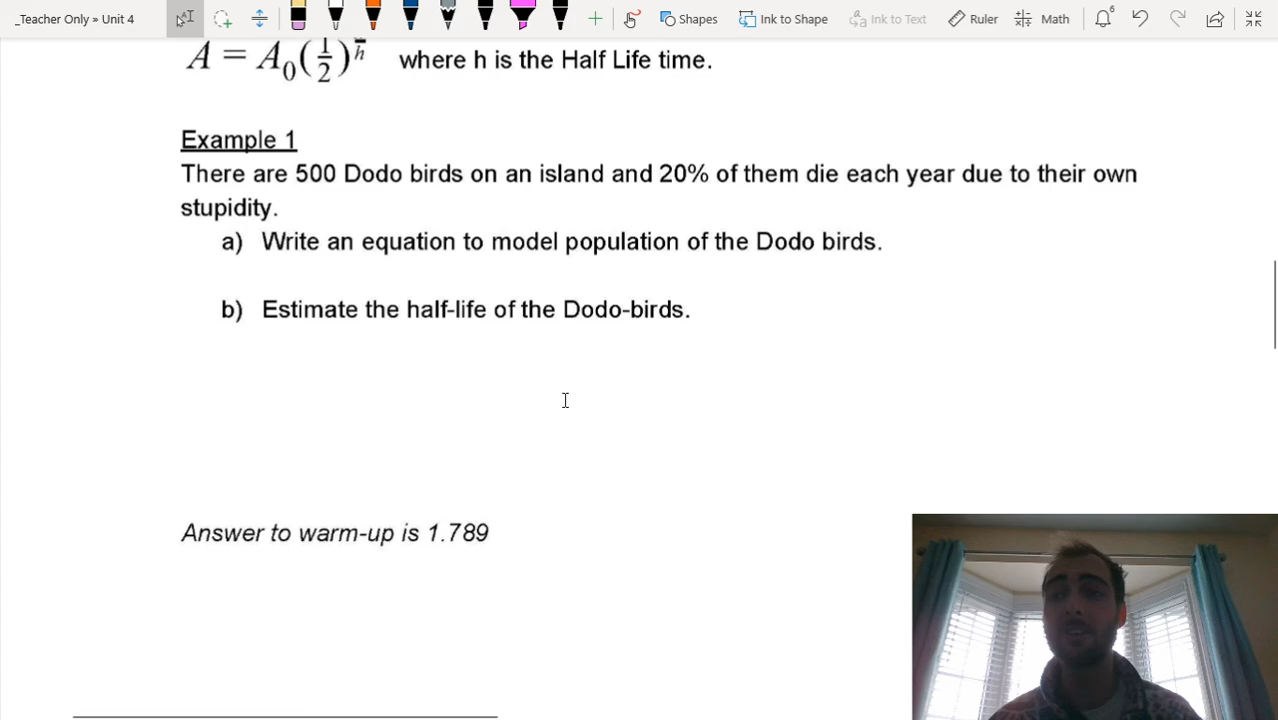 _Teacher Only » Unit 4
Shapes
Ink to Shape
Ink to Text
Ruler
Math
6
A = A₀(1/2)^(t/h) where h is the Half Life time.
Example 1
There are 500 Dodo birds on an island and 20% of them die each year due to their own
stupidity.
a) Write an equation to model population of the Dodo birds.
b) Estimate the half-life of the Dodo-birds.
Answer to warm-up is 1.789